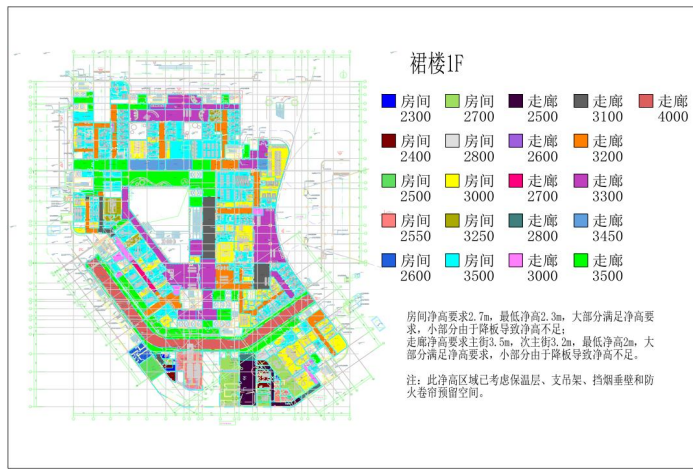 裙楼1F
房间 房间 走廊 走廊 走廊
2300 2700 2500 3100 4000
房间 房间 走廊 走廊
2400 2800 2600 3200
房间 房间 走廊 走廊
2500 3000 2700 3300
房间 房间 走廊 走廊
2550 3250 2800 3450
房间 房间 走廊 走廊
2600 3500 3000 3500
房间净高要求2.7m，最低净高2.3m，大部分满足净高要
求，小部分由于降板导致净高不足；
走廊净高要求主街3.5m，次主街3.2m，最低净高2m，大
部分满足净高要求，小部分由于降板导致净高不足。
注：此净高区域已考虑保温层、支吊架、挡烟垂壁和防
火卷帘预留空间。